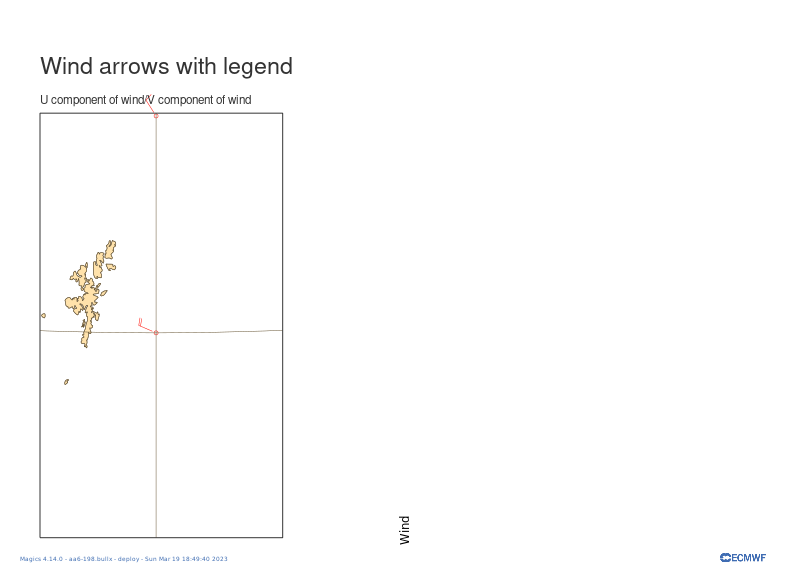 Wind arrows with legend
U component of wind/V component of wind
Wind
Magics 4.14.0 - aa6-198.bullx - deploy - Sun Mar 19 18:49:40 2023
ECMWF